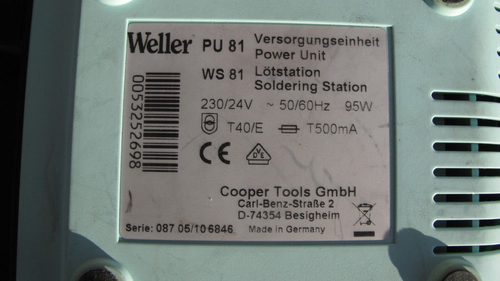 Weller PU 81 Versorgungseinheit
Power Unit
WS 81 Lötstation
Soldering Station
0053252698
230/24V ~ 50/60Hz 95W
T40/E T500mA
CE VDE
Cooper Tools GmbH
Carl-Benz-Straße 2
D-74354 Besigheim
Serie: 087 05/10 6846 Made in Germany